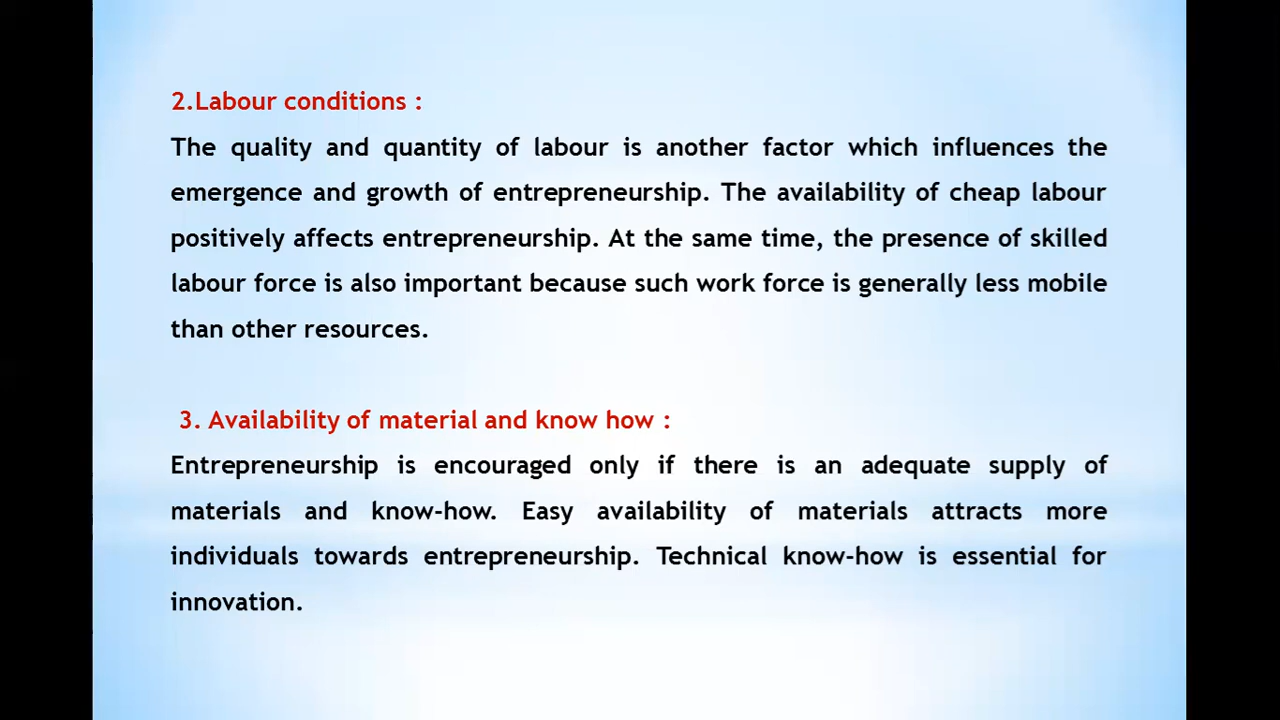 2.Labour conditions :
The quality and quantity of labour is another factor which influences the
emergence and growth of entrepreneurship. The availability of cheap labour
positively affects entrepreneurship. At the same time, the presence of skilled
labour force is also important because such work force is generally less mobile
than other resources.
3. Availability of material and know how :
Entrepreneurship is encouraged only if there is an adequate supply of
materials and know-how. Easy availability of materials attracts more
individuals towards entrepreneurship. Technical know-how is essential for
innovation.